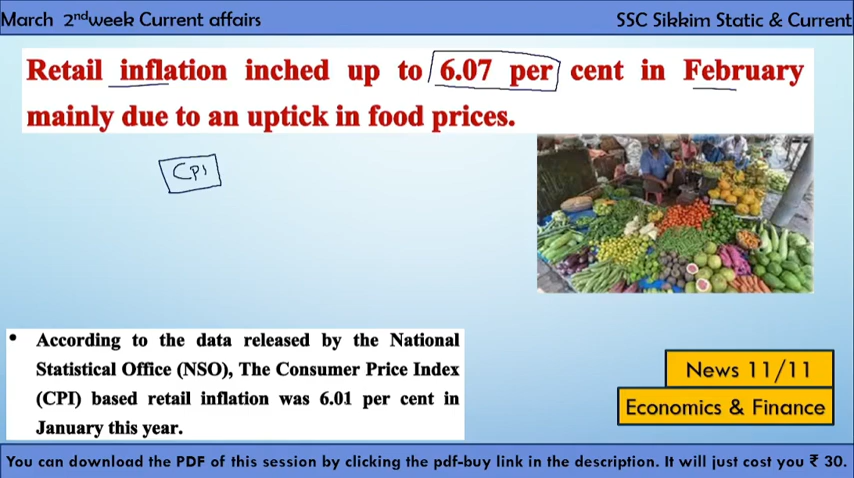 March 2ndweek Current affairs
SSC Sikkim Static & Current
Retail inflation inched up to 6.07 per cent in February
mainly due to an uptick in food prices.
CPI
• According to the data released by the National
Statistical Office (NSO), The Consumer Price Index
(CPI) based retail inflation was 6.01 per cent in
January this year.
News 11/11
Economics & Finance
You can download the PDF of this session by clicking the pdf-buy link in the description. It will just cost you ₹ 30.